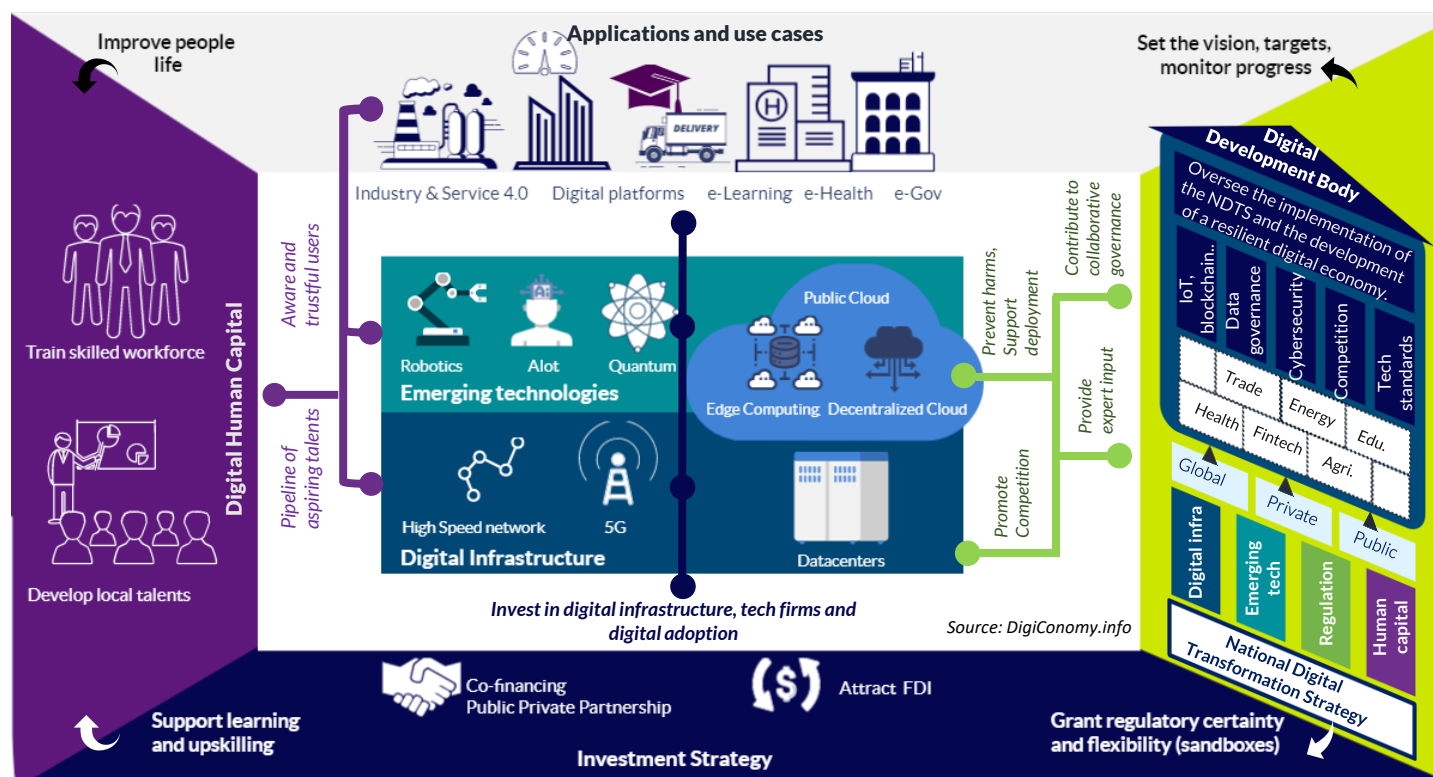 Improve people
life
Applications and use cases
Set the vision, targets,
monitor progress
DELIVERY
H
Industry & Service 4.0
Digital platforms
e-Learning
e-Health
e-Gov
Train skilled workforce
Develop local talents
Digital Human Capital
Aware and
trustful users
Pipeline of
aspiring talents
AI
Robotics
AIot
Quantum
Emerging technologies
Public Cloud
Edge Computing
Decentralized Cloud
High Speed network
5G
Digital Infrastructure
Datacenters
Invest in digital infrastructure, tech firms and
digital adoption
Prevent harms,
Support
deployment
Promote
Competition
Contribute to
collaborative
governance
Provide
expert input
Source: DigiConomy.info
Digital
Development Body
Oversee the implementation of
the NDTS and the development
of a resilient digital economy.
IoT,
blockchain..
Data
governance
Cybersecurity
Competition
Tech
standards
Trade
Energy
Edu.
Health
Fintech
Agri.
Global
Private
Public
Digital infra
Emerging
tech
Regulation
Human
capital
National Digital
Transformation Strategy
Co-financing
Public Private Partnership
$
Attract FDI
Support learning
and upskilling
Investment Strategy
Grant regulatory certainty
and flexibility (sandboxes)